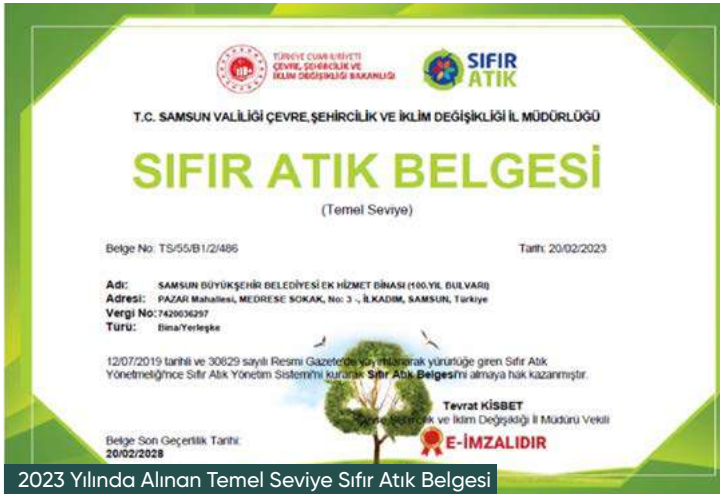 TÜRKİYE CUMHURİYETİ
ÇEVRE, ŞEHİRCİLİK VE
İKLİM DEĞİŞİKLİĞİ BAKANLIĞI
SIFIR
ATIK
T.C. SAMSUN VALİLİĞİ ÇEVRE,ŞEHİRCİLİK VE İKLİM DEĞİŞİKLİĞİ İL MÜDÜRLÜĞÜ
SIFIR ATIK BELGESİ
(Temel Seviye)
Belge No: TS/55/B1/2/486
Tarih: 20/02/2023
Adı: SAMSUN BÜYÜKŞEHİR BELEDİYESİ EK HİZMET BİNASI (100.YIL BULVARI)
Adresi: PAZAR Mahallesi, MEDRESE SOKAK, No: 3 -, İLKADIM, SAMSUN, Türkiye
Vergi No: 7420036297
Türü: Bina/Yerleşke
12/07/2019 tarihli ve 30829 sayılı Resmi Gazete'de yayımlanarak yürürlüğe giren Sıfır Atık
Yönetmeliği'nce Sıfır Atık Yönetim Sistemi'ni kurarak Sıfır Atık Belgesi'ni almaya hak kazanmıştır.
Tevrat KİSBET
Çevre Şehircilik ve İklim Değişikliği İl Müdürü Vekili
E-İMZALIDIR
Belge Son Geçerlilik Tarihi:
20/02/2028
2023 Yılında Alınan Temel Seviye Sıfır Atık Belgesi